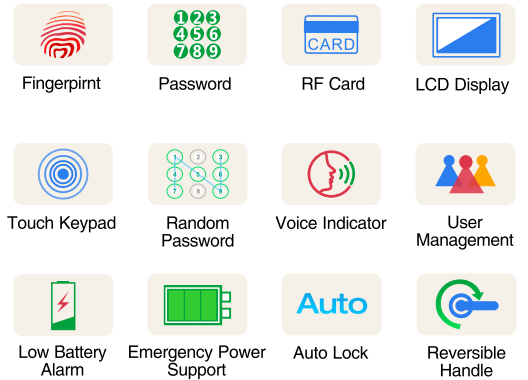 123
456
789
CARD
Fingerpirnt
Password
RF Card
LCD Display
1 2 3
4 5 6
7 8 9
Touch Keypad
Random
Password
Voice Indicator
User
Management
Auto
Low Battery
Alarm
Emergency Power
Support
Auto Lock
Reversible
Handle